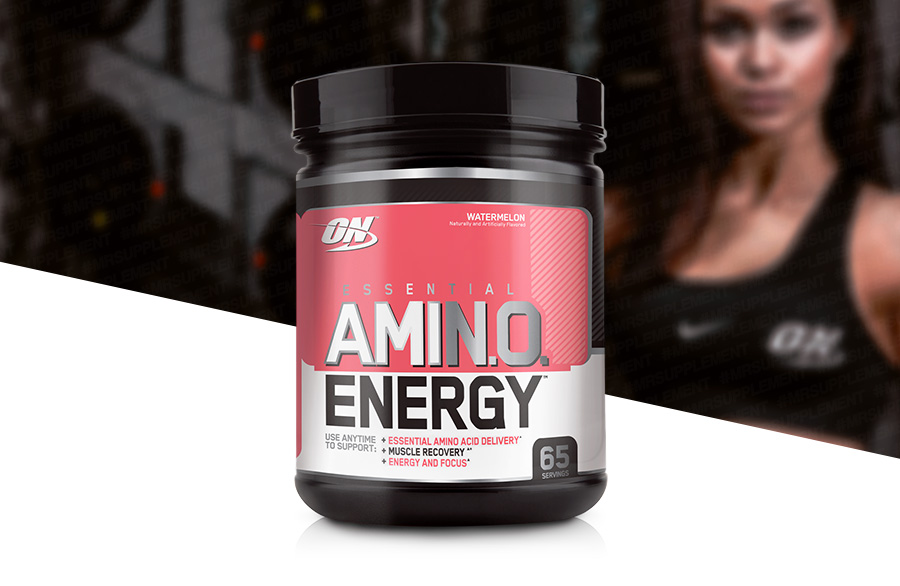 ON
WATERMELON
Naturally and Artificially Flavored
ESSENTIAL
AMIN.O.
ENERGY™
USE ANYTIME
TO SUPPORT:
+ ESSENTIAL AMINO ACID DELIVERY*
+ MUSCLE RECOVERY *^
+ ENERGY AND FOCUS^
65
SERVINGS
ON